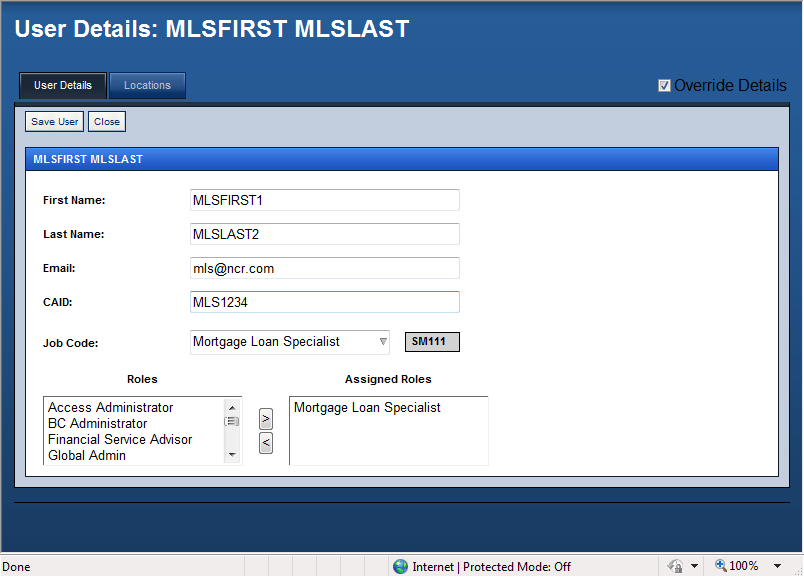 User Details: MLSFIRST MLSLAST
User Details Locations Override Details
Save User Close
MLSFIRST MLSLAST
First Name: MLSFIRST1
Last Name: MLSLAST2
Email: mls@ncr.com
CAID: MLS1234
Job Code: Mortgage Loan Specialist SM111
Roles Assigned Roles
Access Administrator > Mortgage Loan Specialist
BC Administrator
Financial Service Advisor <
Global Admin
Done Internet | Protected Mode: Off 100%